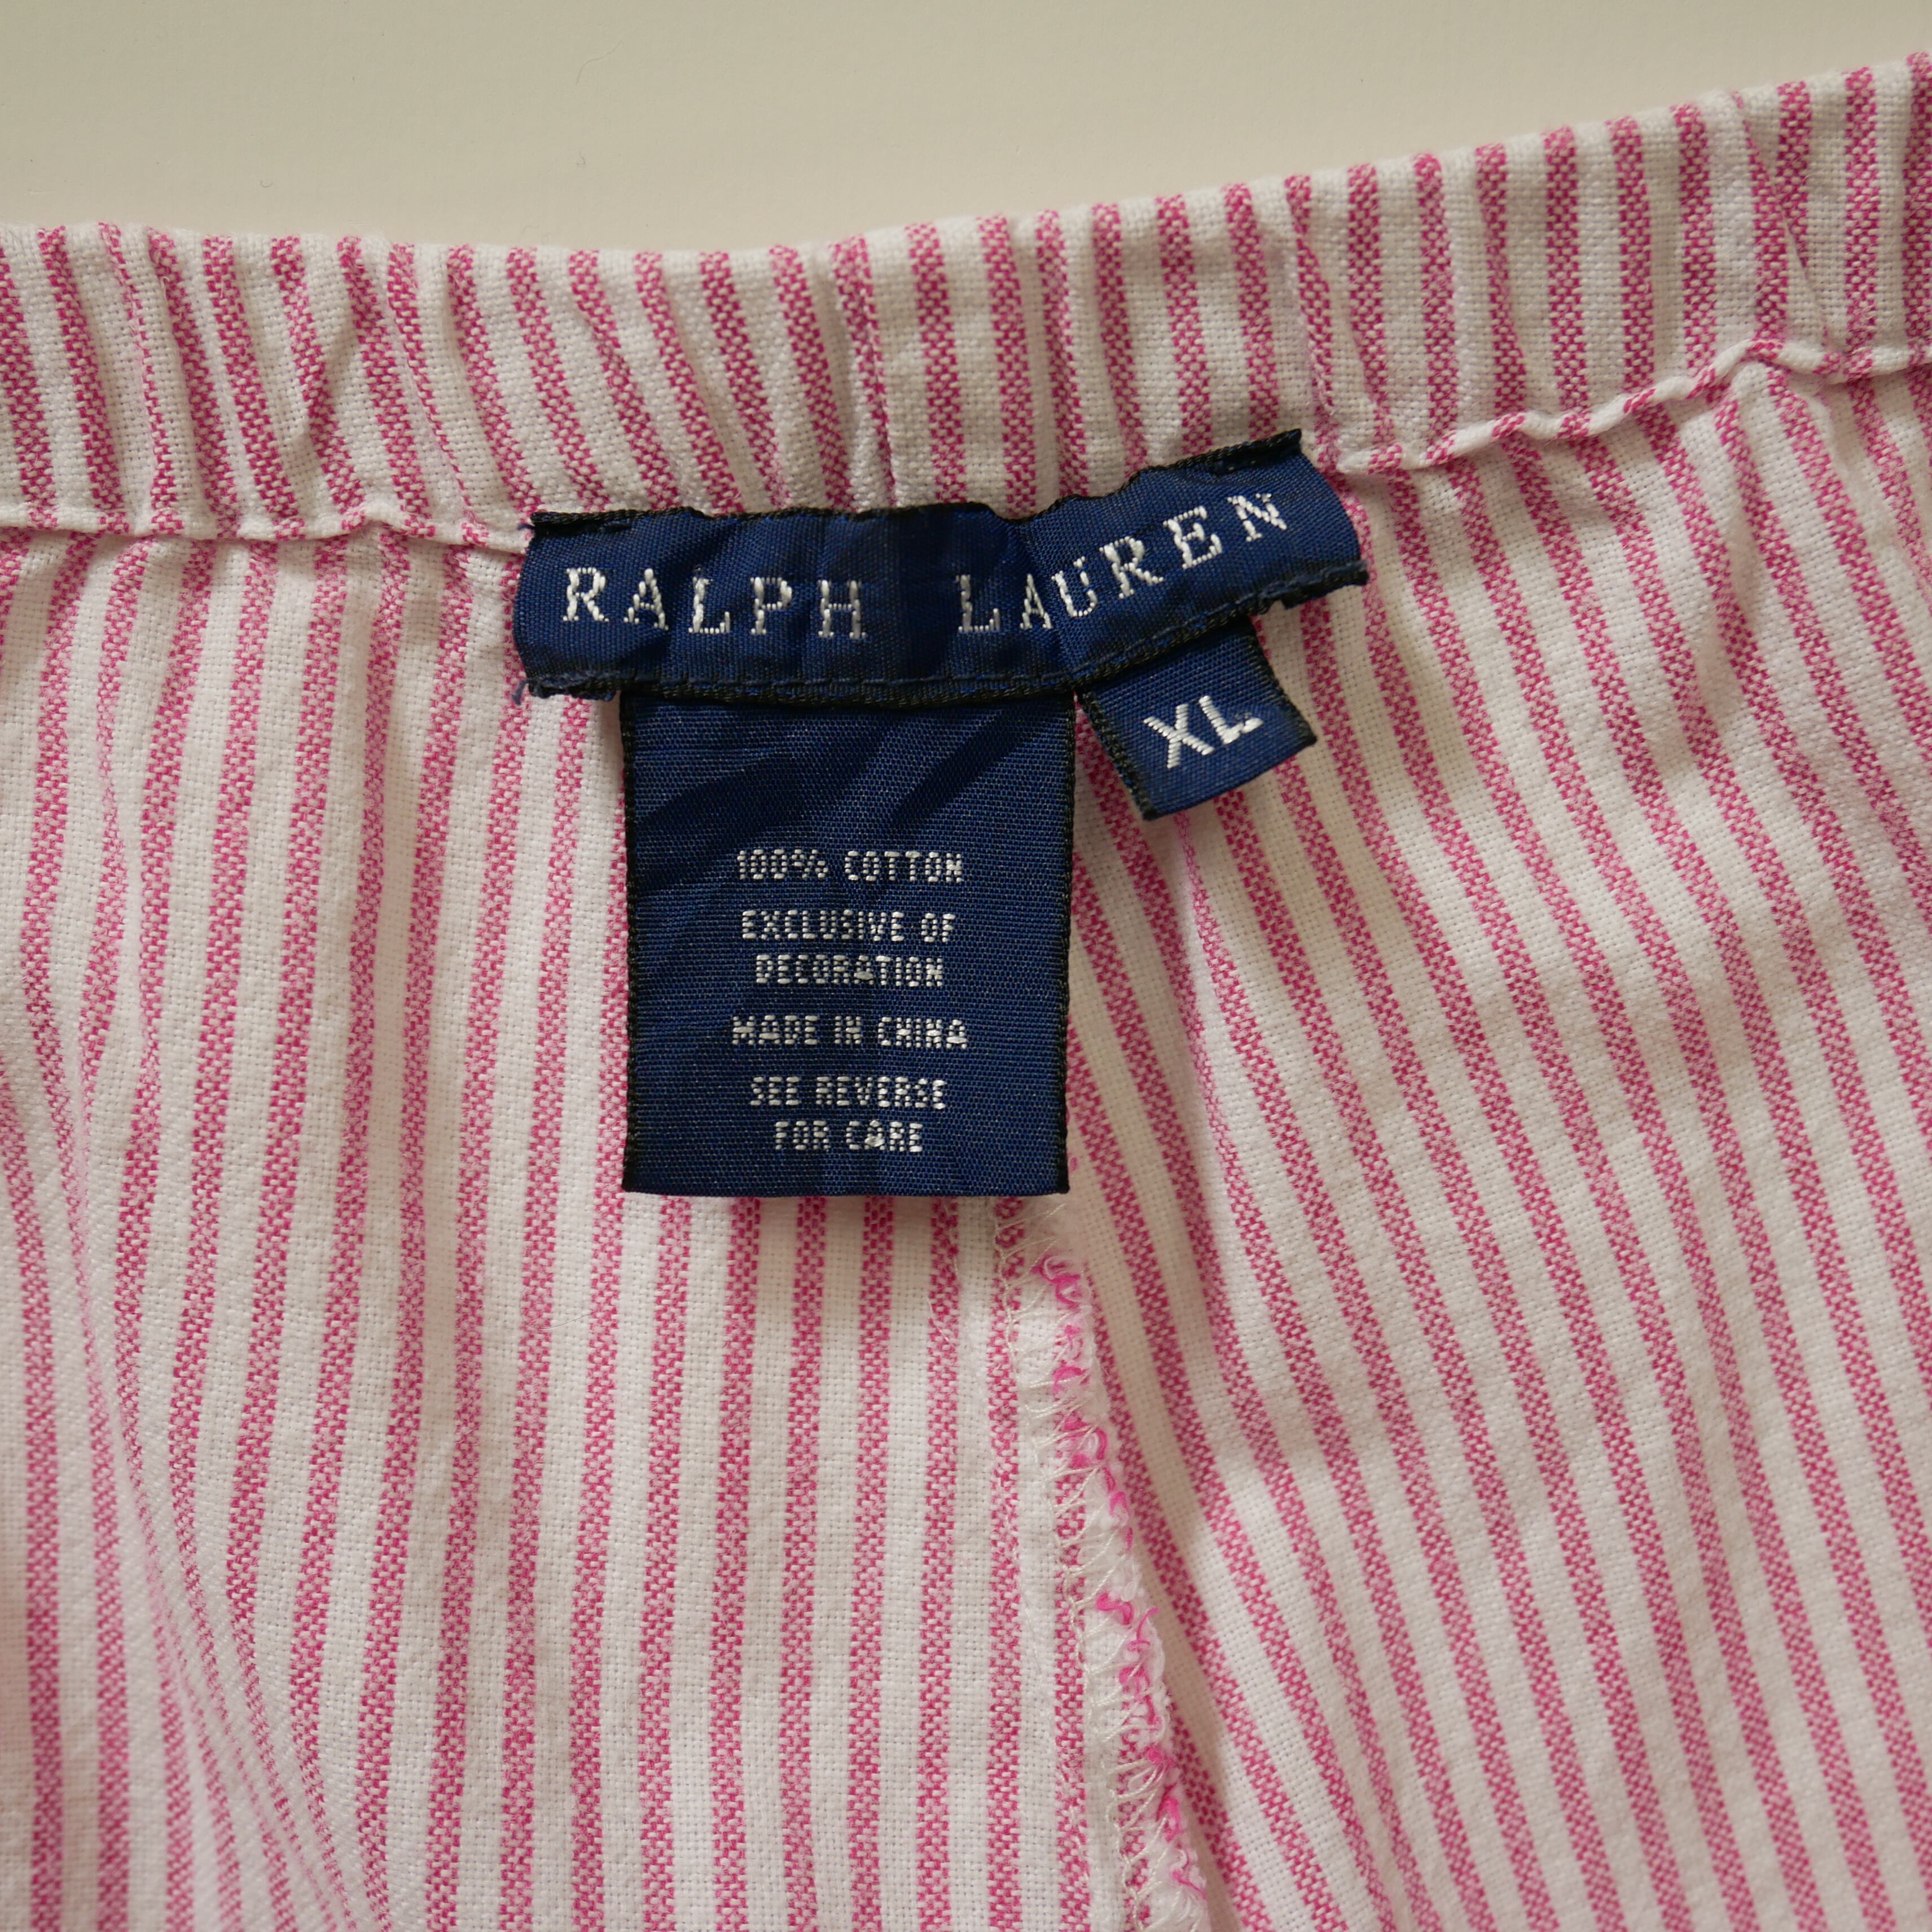 RALPH LAUREN
XL
100% COTTON
EXCLUSIVE OF
DECORATION
MADE IN CHINA
SEE REVERSE
FOR CARE